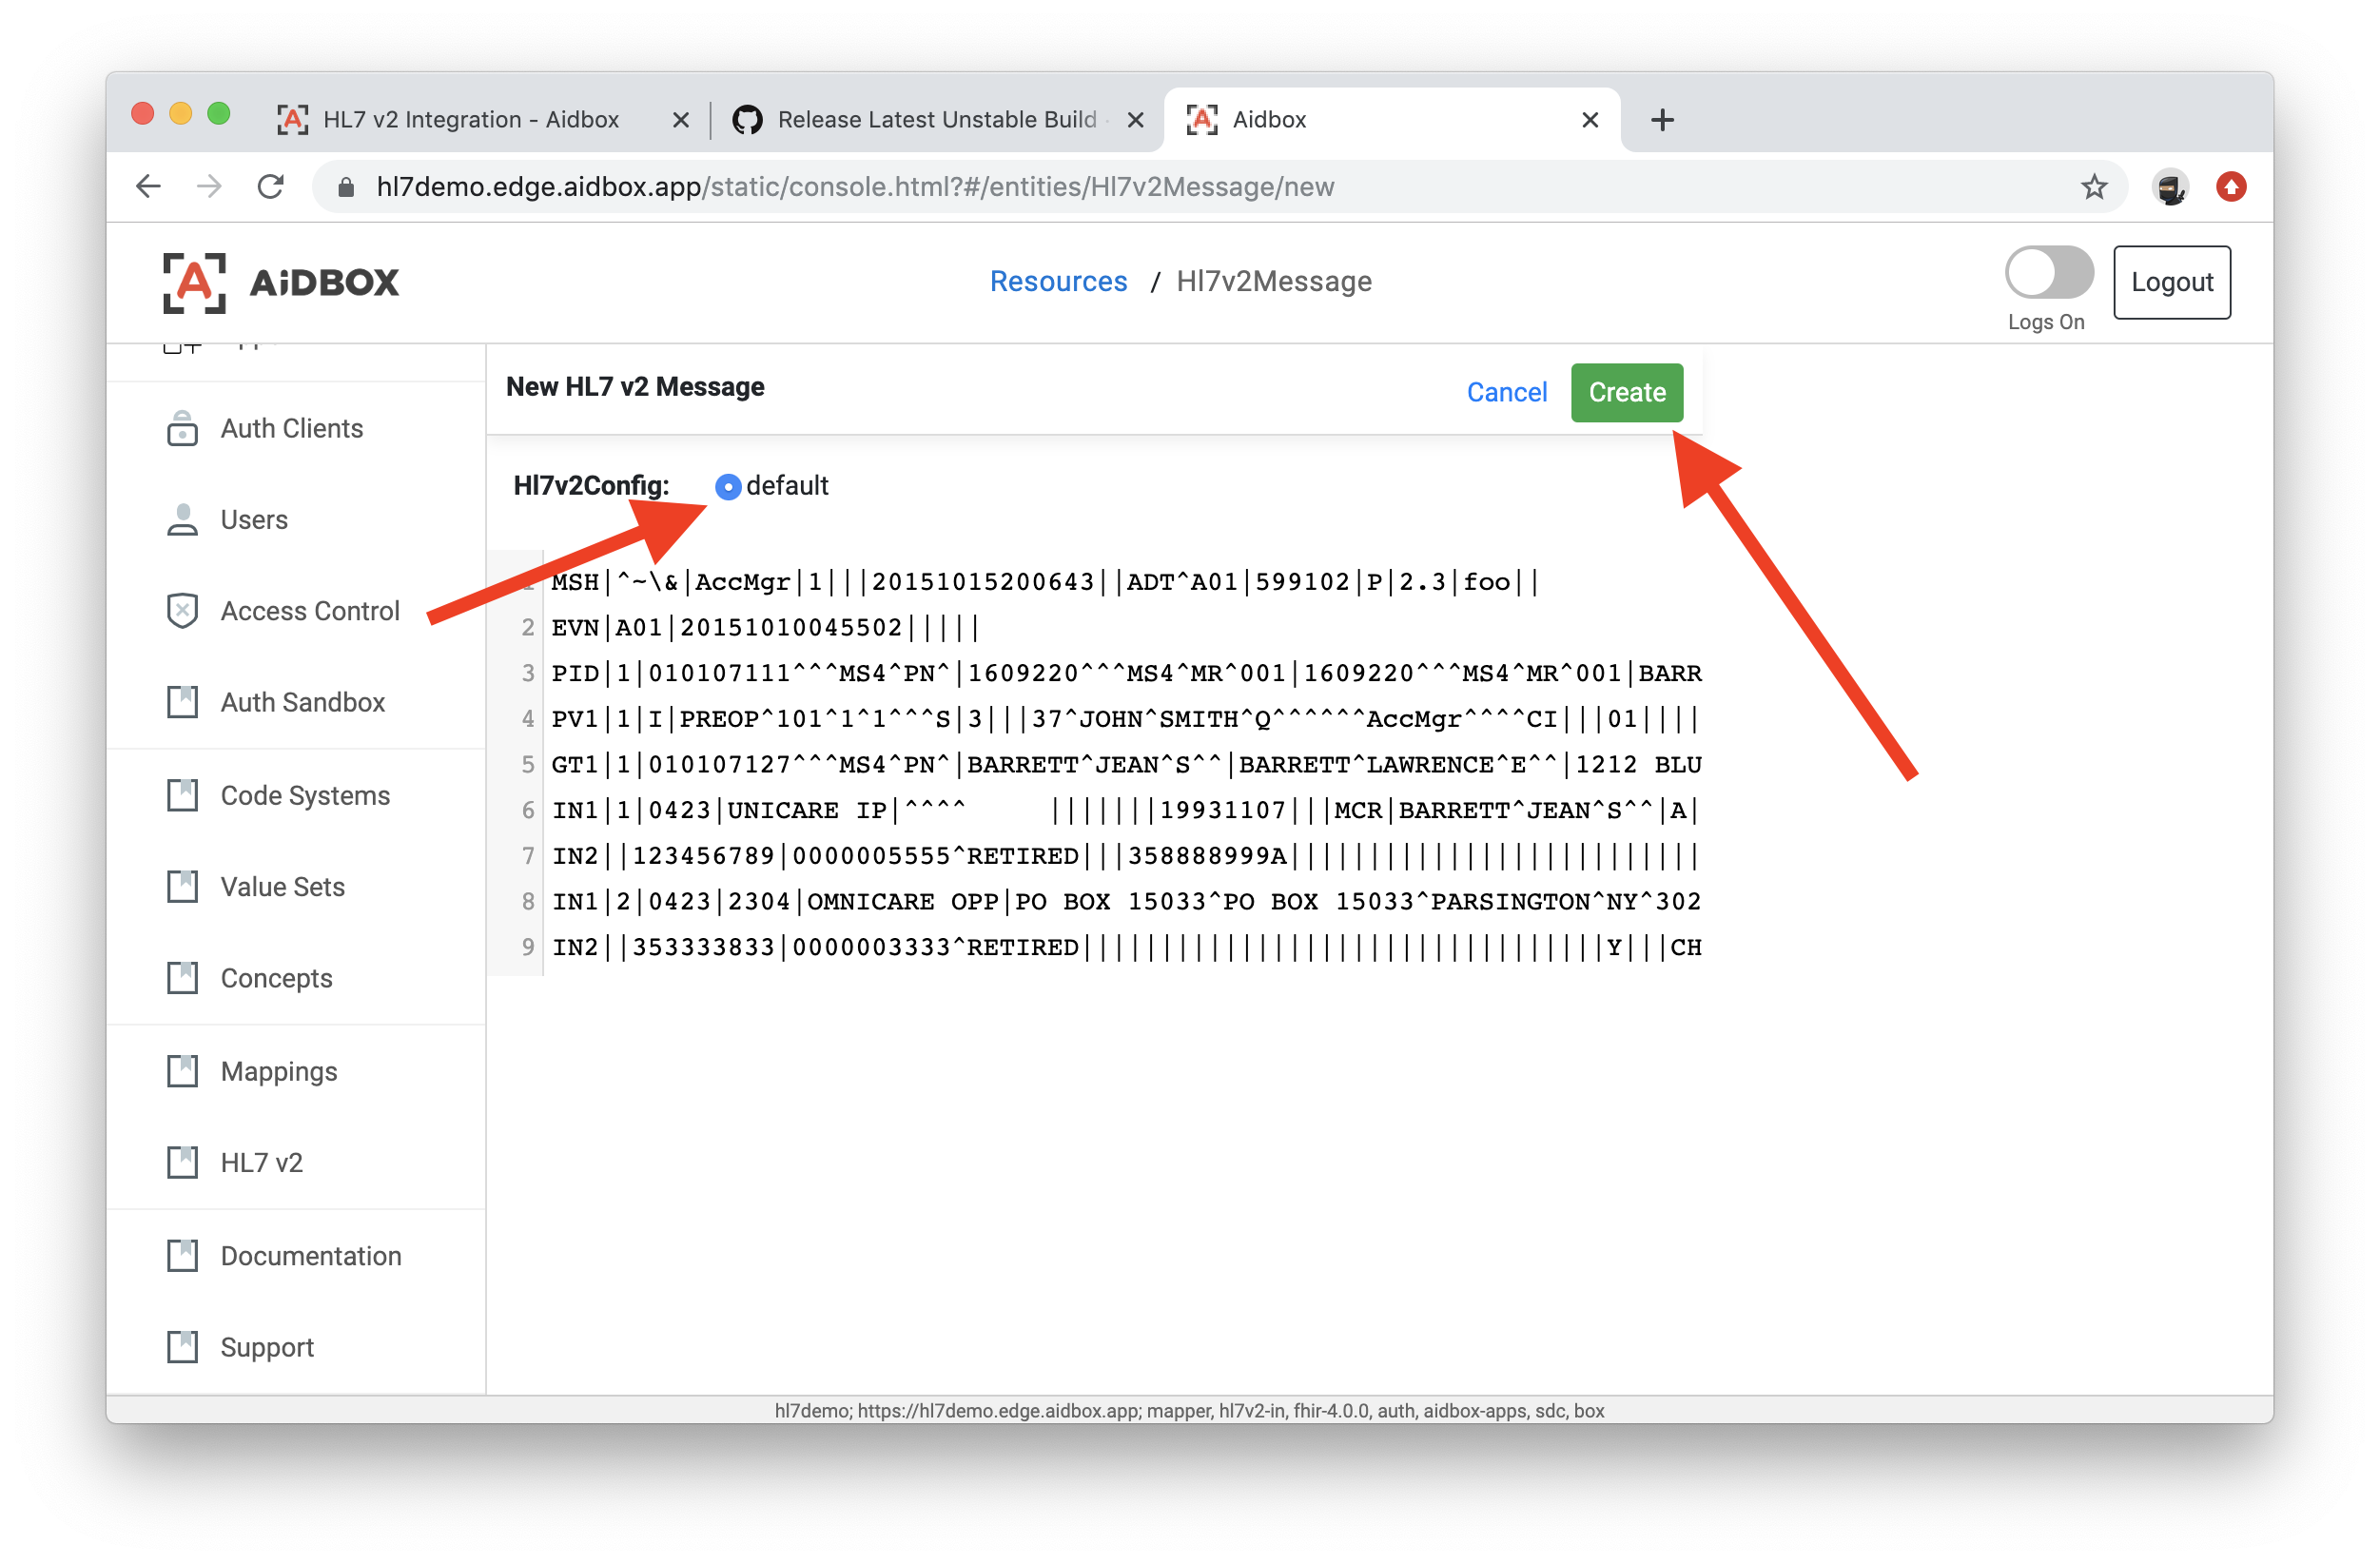 HL7 v2 Integration - Aidbox
Release Latest Unstable Build
Aidbox
hl7demo.edge.aidbox.app/static/console.html?#/entities/Hl7v2Message/new
AiDBOX
Resources / Hl7v2Message
Logs On
Logout
New HL7 v2 Message
Cancel
Create
Auth Clients
Users
Access Control
Auth Sandbox
Code Systems
Value Sets
Concepts
Mappings
HL7 v2
Documentation
Support
Hl7v2Config: default
1 MSH|^~\&|AccMgr|1|||20151015200643||ADT^A01|599102|P|2.3|foo||
2 EVN|A01|20151010045502|||||
3 PID|1|010107111^^^MS4^PN^|1609220^^^MS4^MR^001|1609220^^^MS4^MR^001|BARR
4 PV1|1|I|PREOP^101^1^1^^^S|3|||37^JOHN^SMITH^Q^^^^^^AccMgr^^^^CI|||01||||
5 GT1|1|010107127^^^MS4^PN^|BARRETT^JEAN^S^^|BARRETT^LAWRENCE^E^^|1212 BLU
6 IN1|1|0423|UNICARE IP|^^^^     |||||||19931107|||MCR|BARRETT^JEAN^S^^|A|
7 IN2||123456789|0000005555^RETIRED|||358888999A||||||||||||||||||||||||||
8 IN1|2|0423|2304|OMNICARE OPP|PO BOX 15033^PO BOX 15033^PARSINGTON^NY^302
9 IN2||353333833|0000003333^RETIRED|||||||||||||||||||||||||||||||||Y|||CH
hl7demo; https://hl7demo.edge.aidbox.app; mapper, hl7v2-in, fhir-4.0.0, auth, aidbox-apps, sdc, box